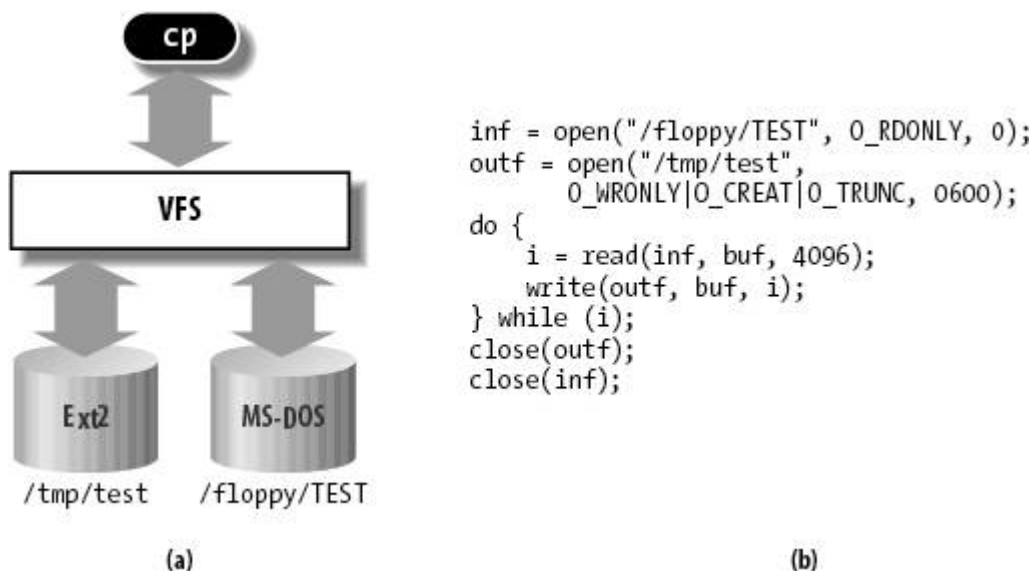 cp
VFS
Ext2
MS-DOS
/tmp/test
/floppy/TEST
(a)
inf = open("/floppy/TEST", O_RDONLY, 0);
outf = open("/tmp/test",
       O_WRONLY|O_CREAT|O_TRUNC, 0600);
do {
    i = read(inf, buf, 4096);
    write(outf, buf, i);
} while (i);
close(outf);
close(inf);
(b)